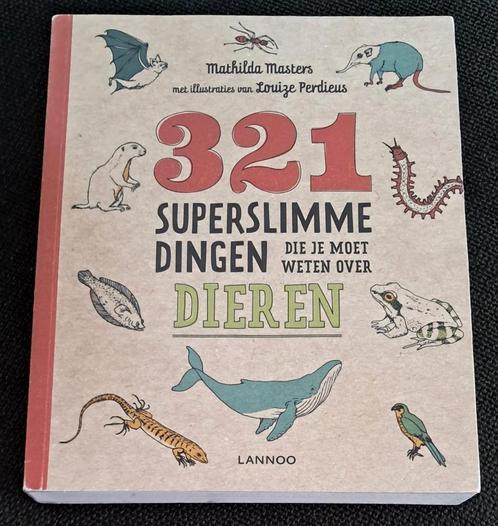 Mathilda Masters
met illustraties van Louize Perdieus
321
SUPERSLIMME
DINGEN DIE JE MOET
WETEN OVER
DIEREN
LANNOO